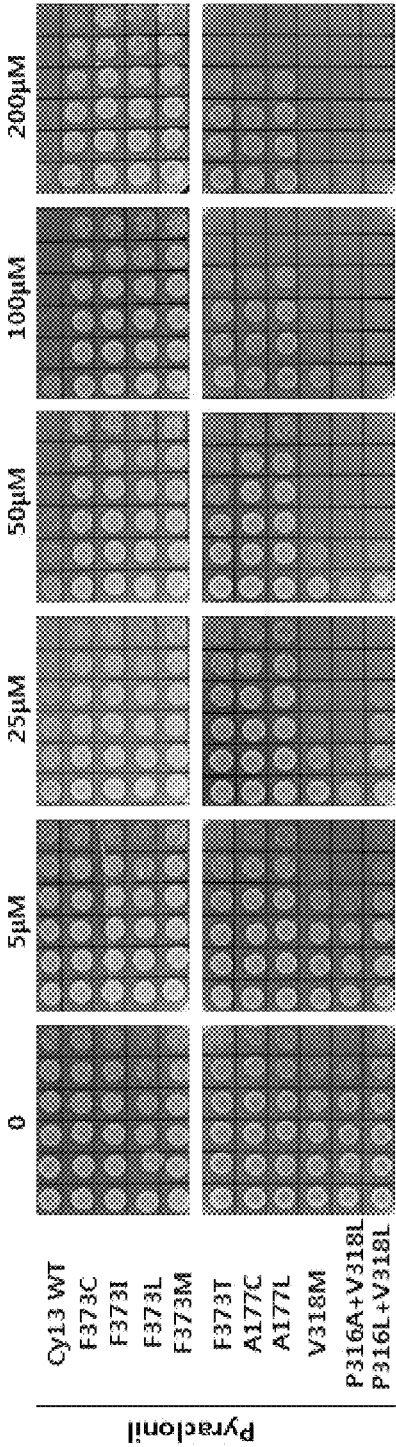 0 5μM 25μM 50μM 100μM 200μM
Pyraclonil
Cy13 WT
F373C
F373I
F373L
F373M
F373T
A177C
A177L
V318M
P316A+V318L
P316L+V318L